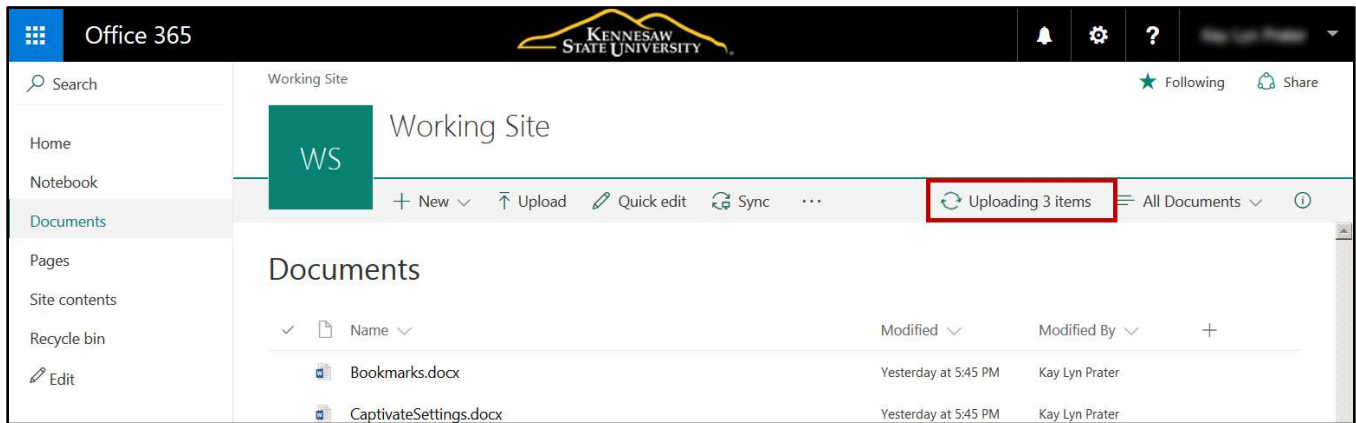 Office 365
KENNESAW
STATE UNIVERSITY
?
Search
Home
Notebook
Documents
Pages
Site contents
Recycle bin
Edit
Working Site
Following
Share
WS
Working Site
+ New
Upload
Quick edit
Sync
...
Uploading 3 items
All Documents
Documents
Name
Modified
Modified By
+
Bookmarks.docx
Yesterday at 5:45 PM
Kay Lyn Prater
CaptivateSettings.docx
Yesterday at 5:45 PM
Kay Lyn Prater